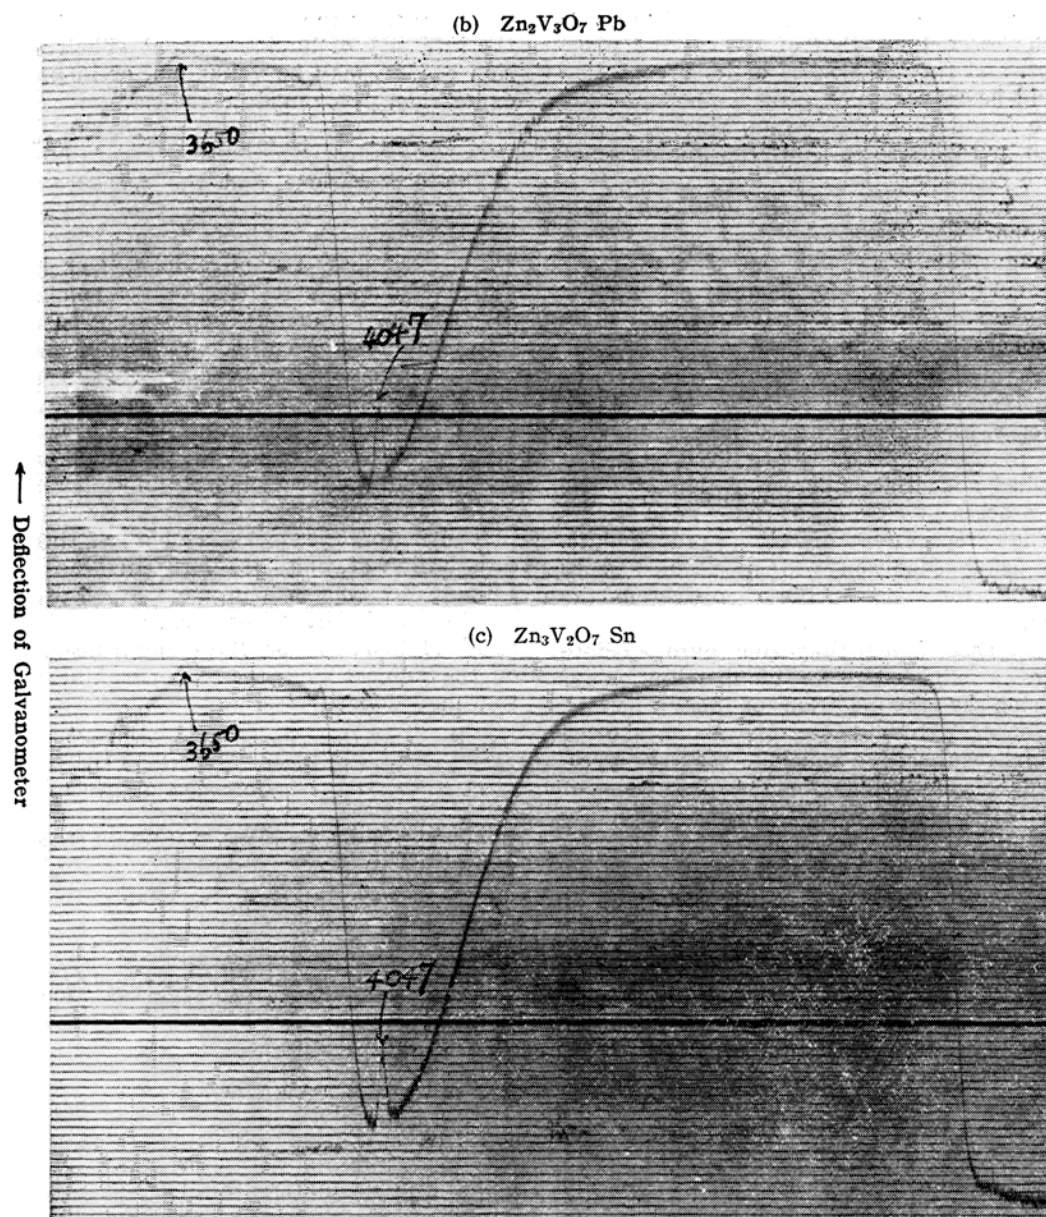 (b) Zn₂V₃O₇ Pb
3650
4047
← Deflection of Galvanometer
(c) Zn₃V₂O₇ Sn
3650
4047